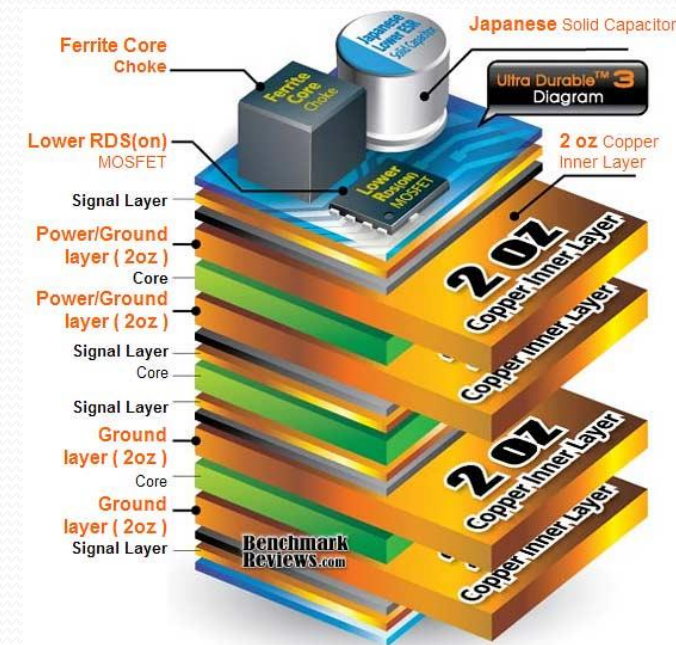 Japanese Solid Capacitor
Ferrite Core
Choke
Japanese
Lower ESR
Solid Capacitor
Ferrite
Core
Choke
Ultra Durable™ 3
Diagram
Lower RDS(on)
MOSFET
2 oz Copper
Inner Layer
Lower
RDS(ON)
MOSFET
Signal Layer
Power/Ground
layer ( 2oz )
Core
Power/Ground
layer ( 2oz )
Signal Layer
Core
Signal Layer
Ground
layer ( 2oz )
Core
Ground
layer ( 2oz )
Signal Layer
2 OZ
Copper Inner Layer
Copper Inner Layer
2 OZ
Copper Inner Layer
Copper Inner Layer
Benchmark
Reviews.com